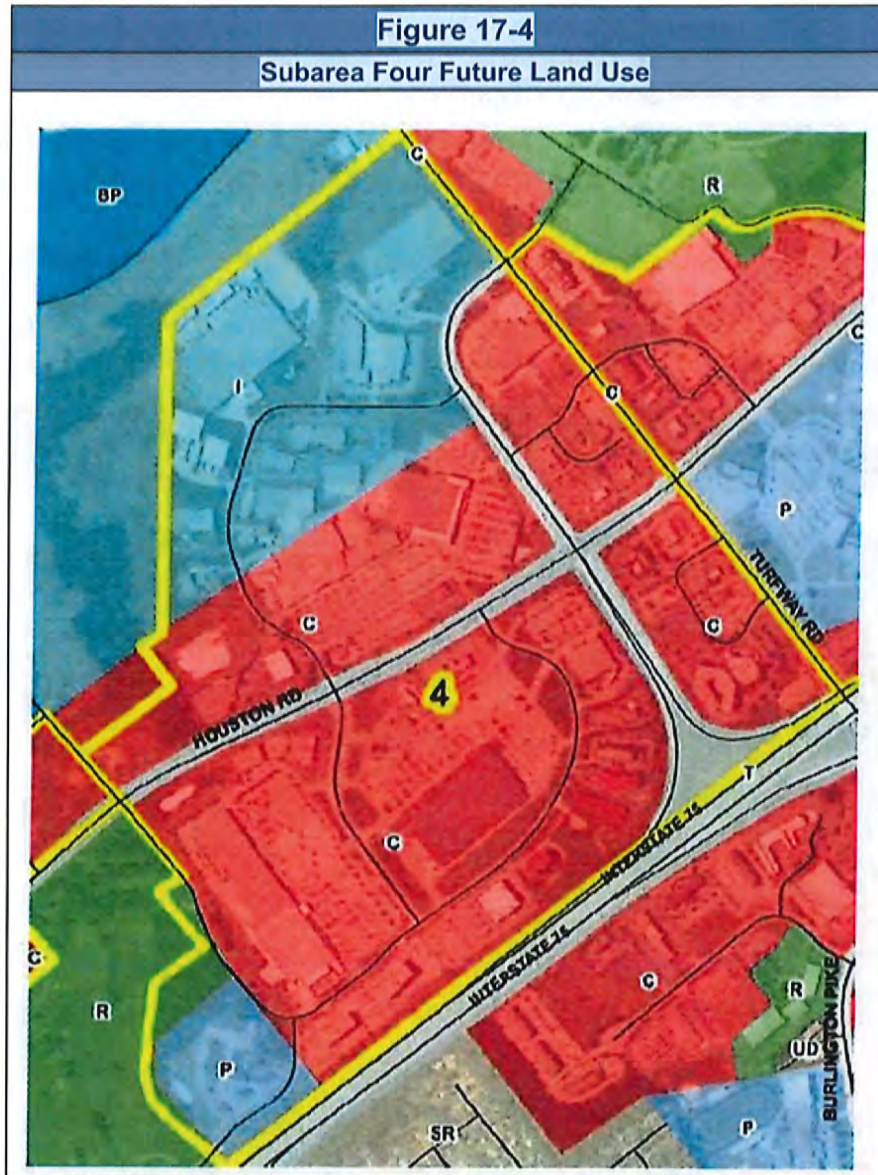 Figure 17-4
Subarea Four Future Land Use
C
BP
R
I
C
C
P
TURFWAY RD
C
C
4
HOUSTON RD
T
INTERSTATE 75
C
INTERSTATE 75
C
C
R
R
UD
BURLINGTON PIKE
P
SR
P